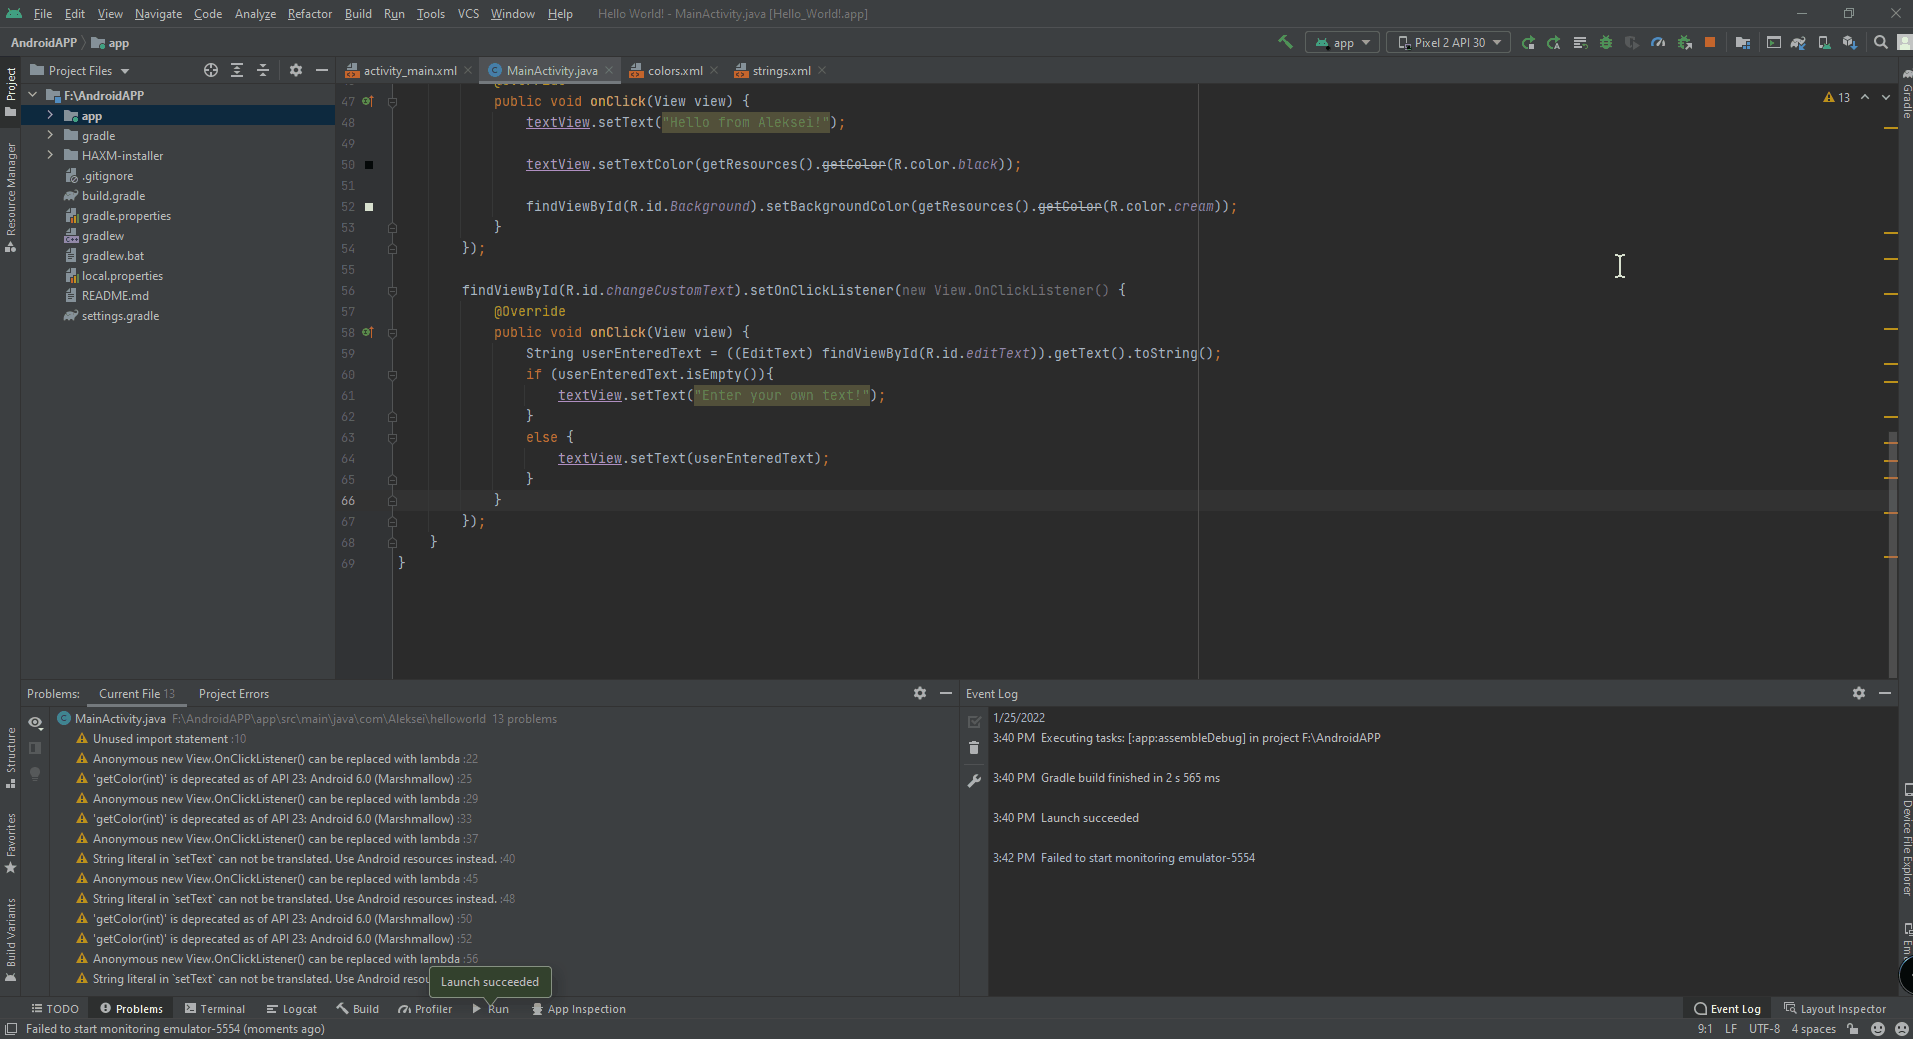 File Edit View Navigate Code Analyze Refactor Build Run Tools VCS Window Help Hello World! - MainActivity.java [Hello_World!.app]
AndroidAPP app app Pixel 2 API 30
Project Files activity_main.xml MainActivity.java colors.xml strings.xml
Project
Resource Manager
Structure
Favorites
Build Variants
F:\AndroidAPP
app
gradle
HAXM-installer
.gitignore
build.gradle
gradle.properties
gradlew
gradlew.bat
local.properties
README.md
settings.gradle
@Override
47 public void onClick(View view) {
48 textView.setText("Hello from Aleksei!");
49
50 textView.setTextColor(getResources().getColor(R.color.black));
51
52 findViewById(R.id.Background).setBackgroundColor(getResources().getColor(R.color.cream));
53 }
54 });
55
56 findViewById(R.id.changeCustomText).setOnClickListener(new View.OnClickListener() {
57 @Override
58 public void onClick(View view) {
59 String userEnteredText = ((EditText) findViewById(R.id.editText)).getText().toString();
60 if (userEnteredText.isEmpty()){
61 textView.setText("Enter your own text!");
62 }
63 else {
64 textView.setText(userEnteredText);
65 }
66 }
67 });
68 }
69 }
13
Gradle
Device File Explorer
Problems: Current File 13 Project Errors
MainActivity.java F:\AndroidAPP\app\src\main\java\com\Aleksei\helloworld 13 problems
Unused import statement :10
Anonymous new View.OnClickListener() can be replaced with lambda :22
'getColor(int)' is deprecated as of API 23: Android 6.0 (Marshmallow) :25
Anonymous new View.OnClickListener() can be replaced with lambda :29
'getColor(int)' is deprecated as of API 23: Android 6.0 (Marshmallow) :33
Anonymous new View.OnClickListener() can be replaced with lambda :37
String literal in `setText` can not be translated. Use Android resources instead. :40
Anonymous new View.OnClickListener() can be replaced with lambda :45
String literal in `setText` can not be translated. Use Android resources instead. :48
'getColor(int)' is deprecated as of API 23: Android 6.0 (Marshmallow) :50
'getColor(int)' is deprecated as of API 23: Android 6.0 (Marshmallow) :52
Anonymous new View.OnClickListener() can be replaced with lambda :56
String literal in `setText` can not be translated. Use Android resou
Launch succeeded
Event Log
1/25/2022
3:40 PM Executing tasks: [:app:assembleDebug] in project F:\AndroidAPP
3:40 PM Gradle build finished in 2 s 565 ms
3:40 PM Launch succeeded
3:42 PM Failed to start monitoring emulator-5554
TODO Problems Terminal Logcat Build Profiler Run App Inspection Event Log Layout Inspector
Failed to start monitoring emulator-5554 (moments ago) 9:1 LF UTF-8 4 spaces